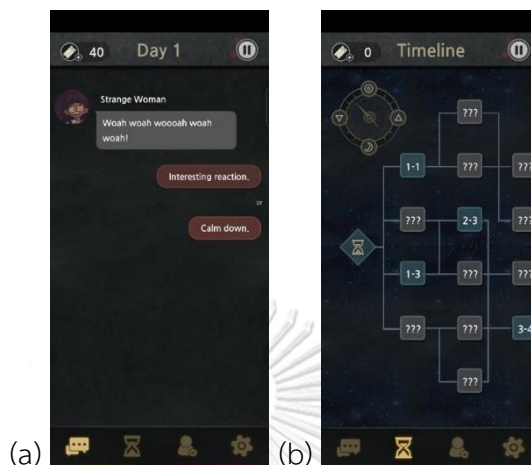 40 Day 1
Strange Woman
Woah woah woooah woah
woah!
Interesting reaction.
or
Calm down.
(a)
0 Timeline
???
1-1 ??? ???
??? 2-3 ???
1-3 ??? ???
??? ??? 3-4
???
(b)